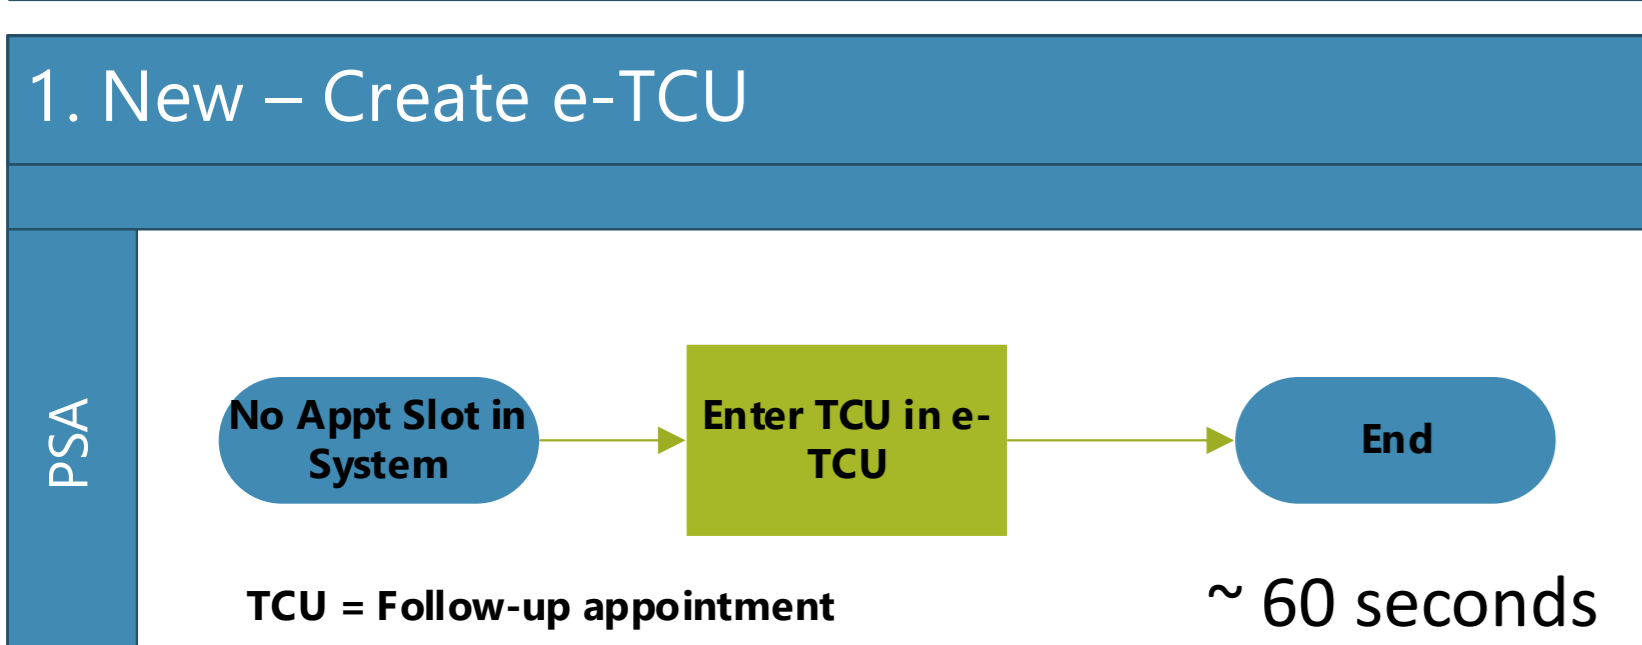 1. New – Create e-TCU
PSA
No Appt Slot in
System
Enter TCU in e-
TCU
End
TCU = Follow-up appointment
~ 60 seconds